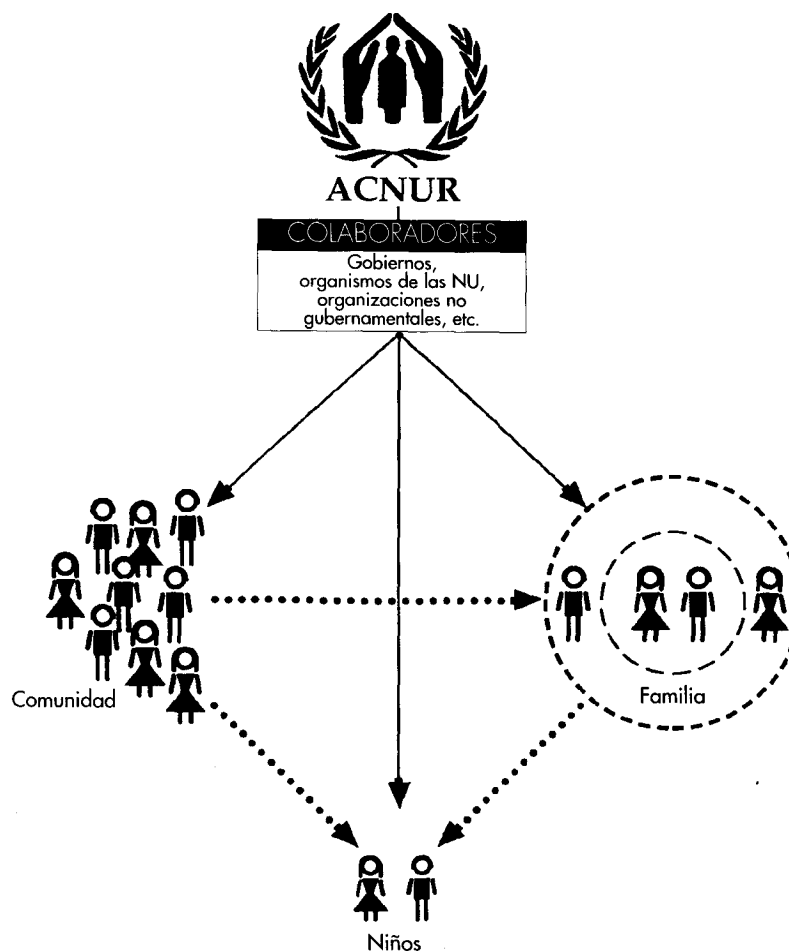 ACNUR
COLABORADORES
Gobiernos,
organismos de las NU,
organizaciones no
gubernamentales, etc.
Comunidad
Familia
Niños